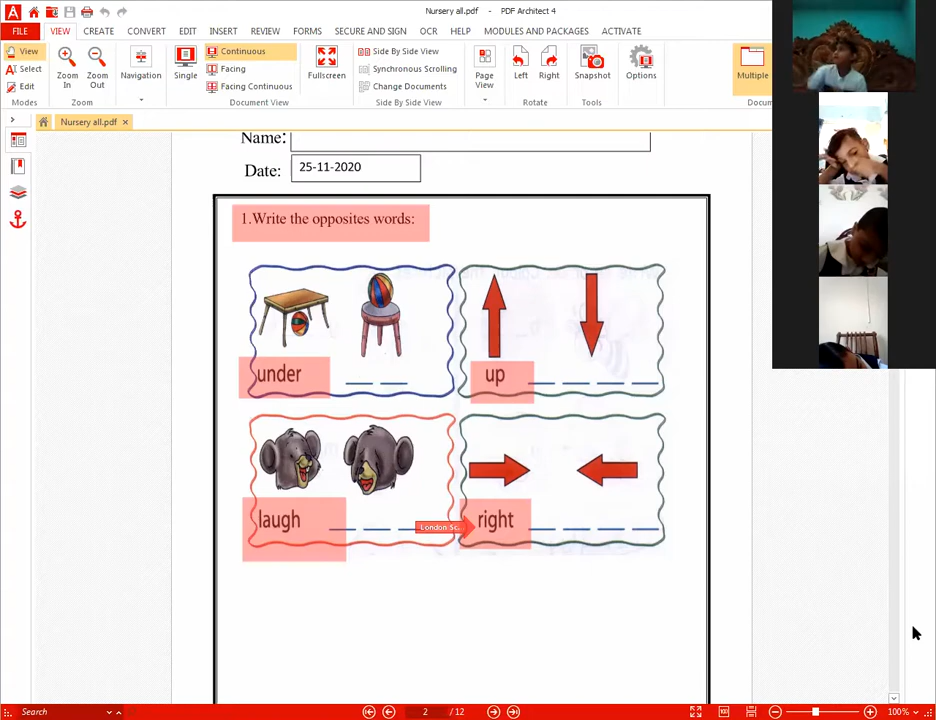 Nursery all.pdf - PDF Architect 4
FILE VIEW CREATE CONVERT EDIT INSERT REVIEW FORMS SECURE AND SIGN OCR HELP MODULES AND PACKAGES ACTIVATE
View
Select
Edit
Modes
Zoom In
Zoom Out
Zoom
Navigation
Single
Continuous
Facing
Facing Continuous
Document View
Fullscreen
Side By Side View
Synchronous Scrolling
Change Documents
Side By Side View
Page View
Left
Right
Rotate
Snapshot
Tools
Options
Multiple
Docum
Nursery all.pdf ×
Name:
Date: 25-11-2020
1.Write the opposites words:
under
up
laugh
London Sc...
right
Search
2 / 12
100%